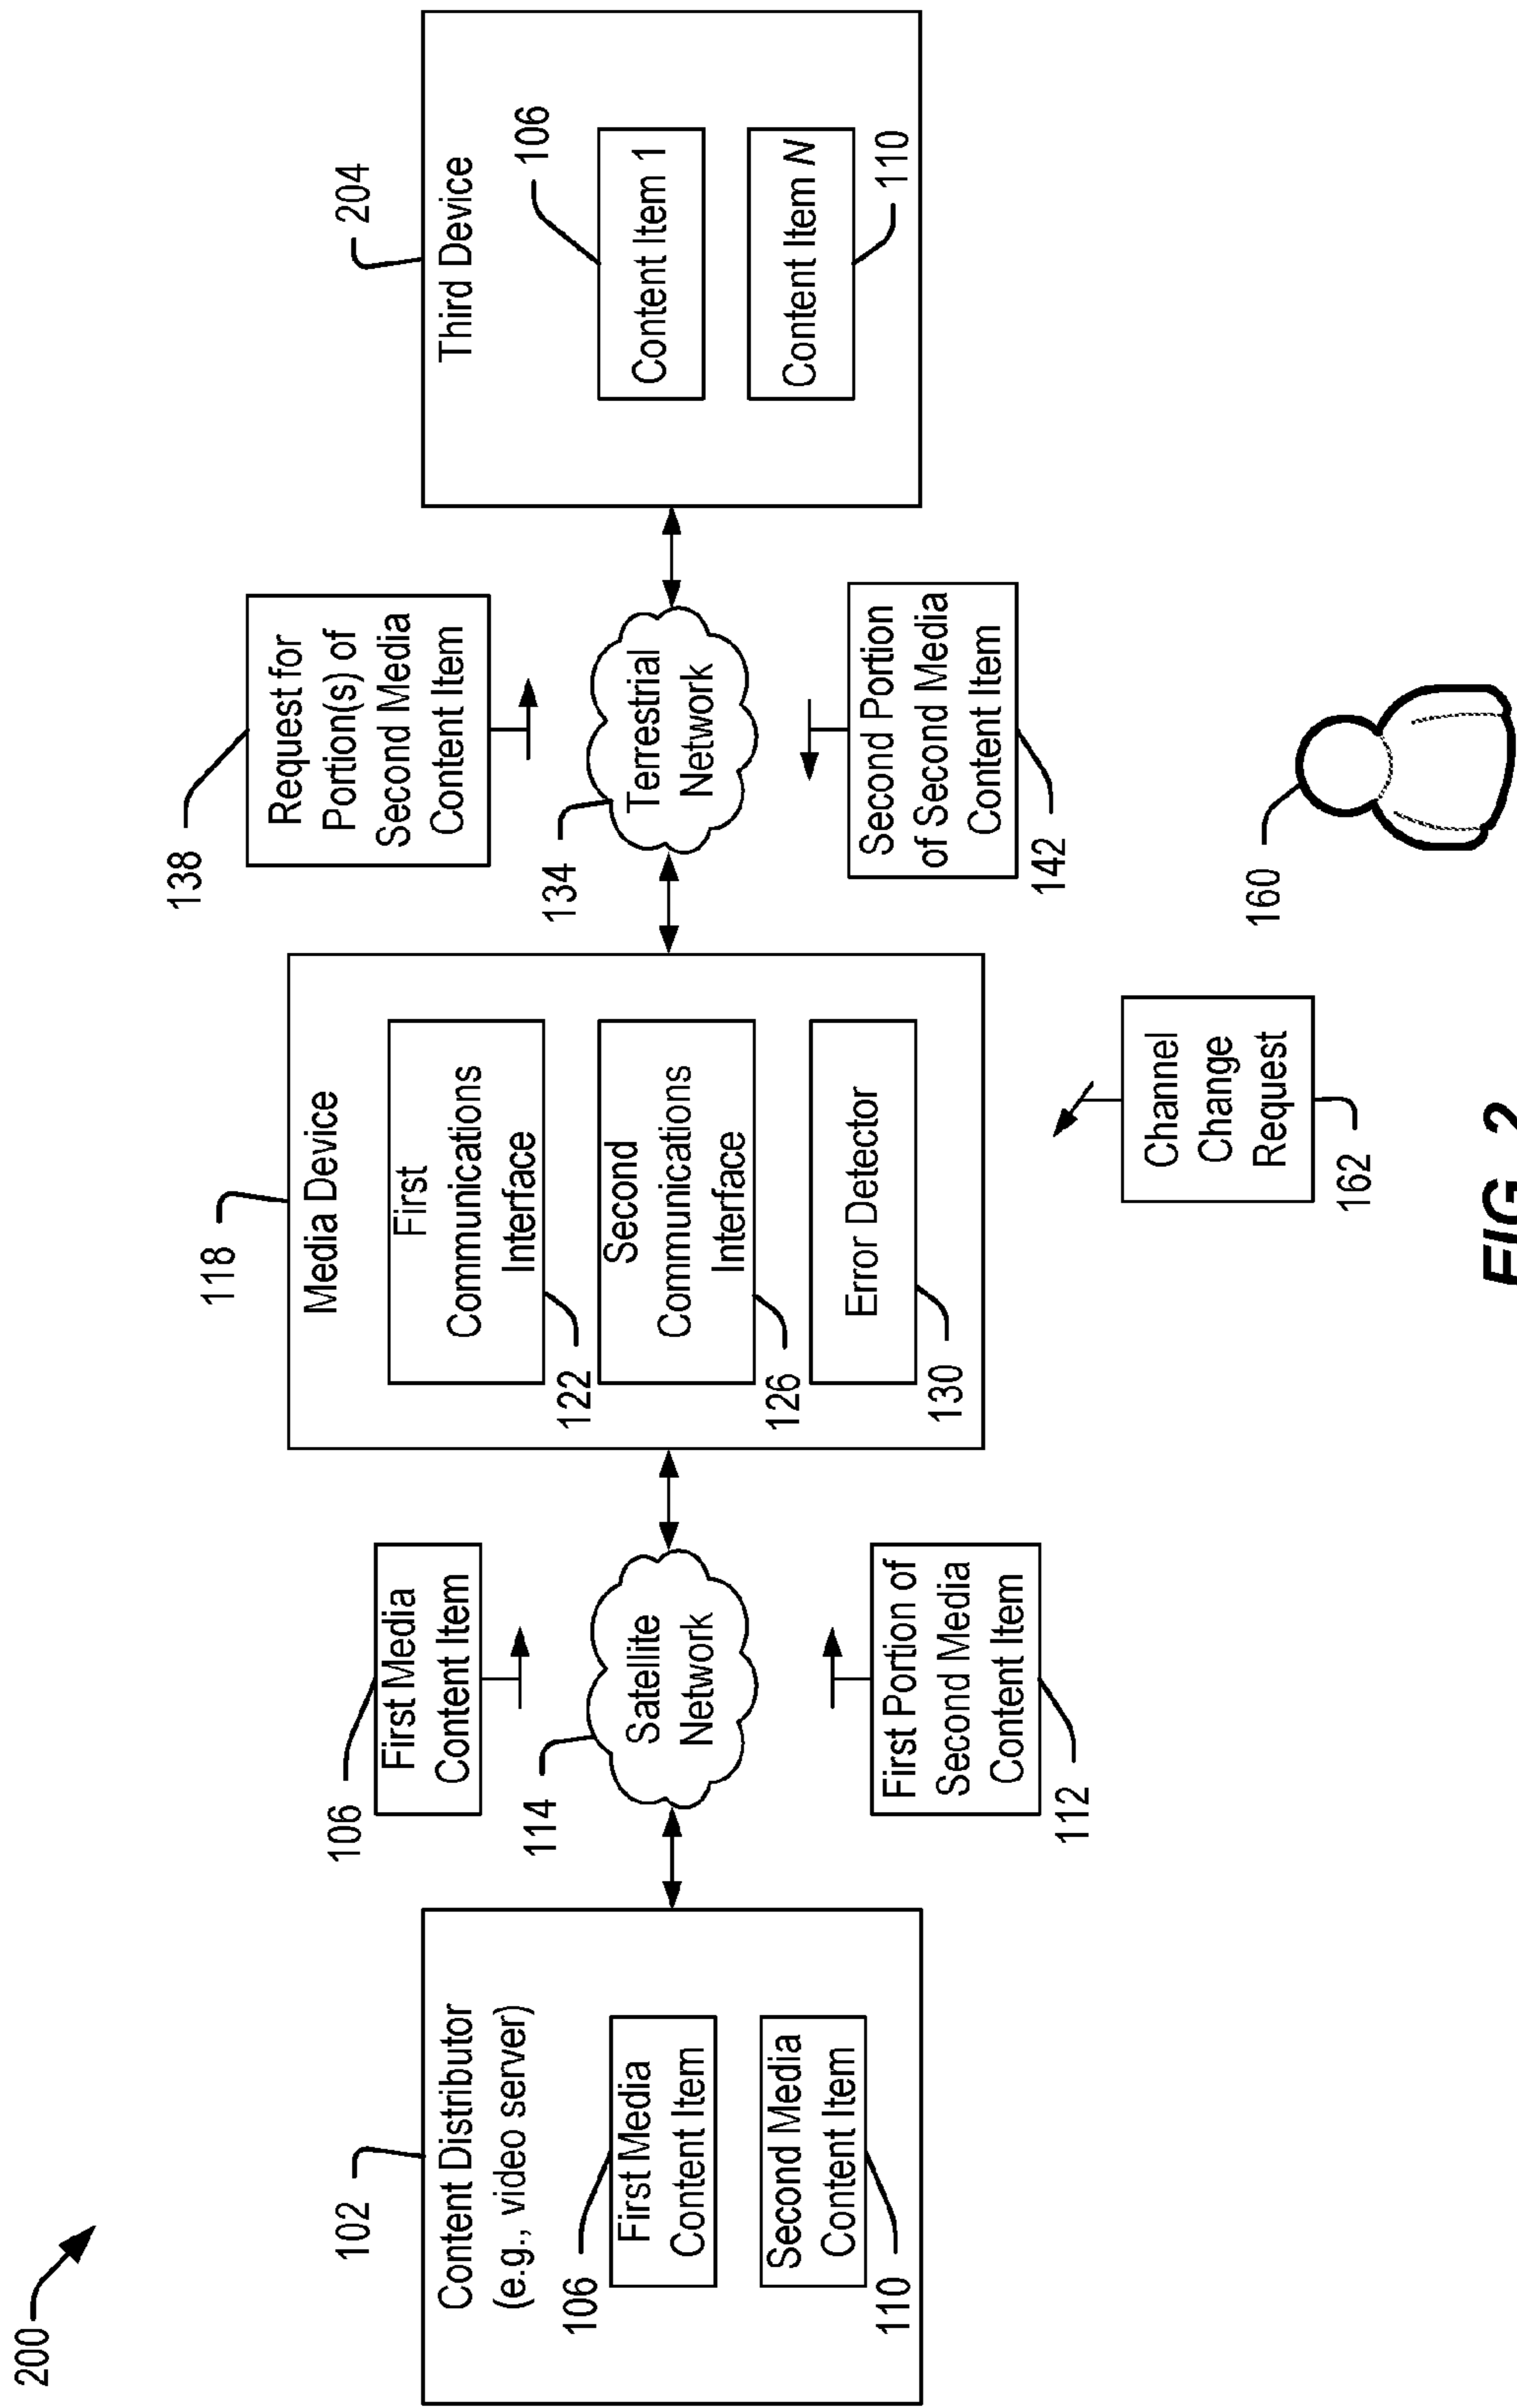 200
102
Content Distributor
(e.g., video server)
106
First Media
Content Item
110
Second Media
Content Item
106
First Media
Content Item
114
Satellite
Network
First Portion of
Second Media
Content Item
112
118
Media Device
First
Communications
Interface
122
Second
Communications
Interface
126
Error Detector
130
138
Request for
Portion(s) of
Second Media
Content Item
134
Terrestrial
Network
Second Portion
of Second Media
Content Item
142
204
Third Device
106
Content Item 1
Content Item N
110
Channel
Change
Request
162
160
FIG. 2